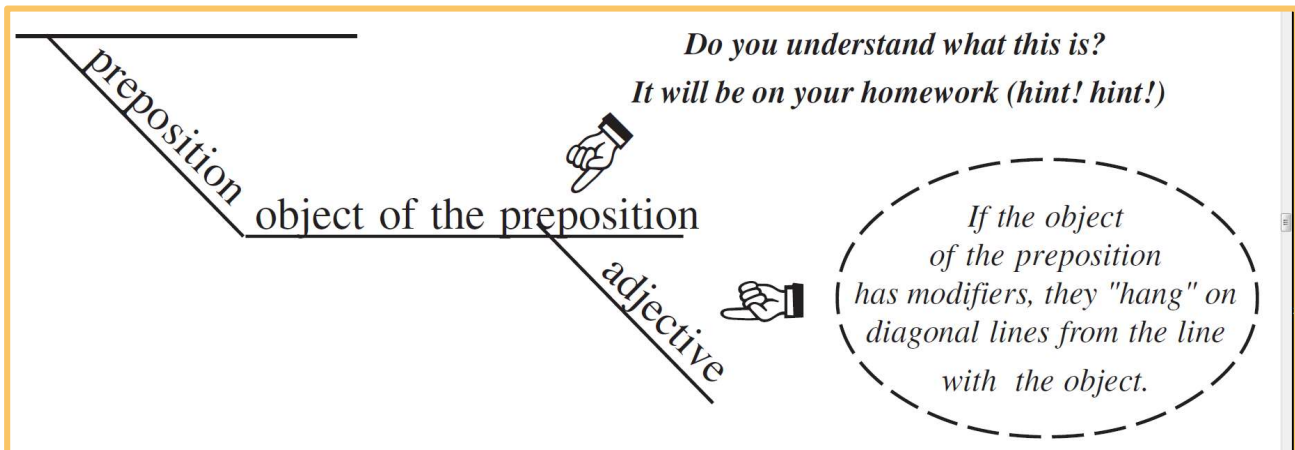 Do you understand what this is?
It will be on your homework (hint! hint!)
preposition
object of the preposition
adjective
If the object
of the preposition
has modifiers, they "hang" on
diagonal lines from the line
with the object.